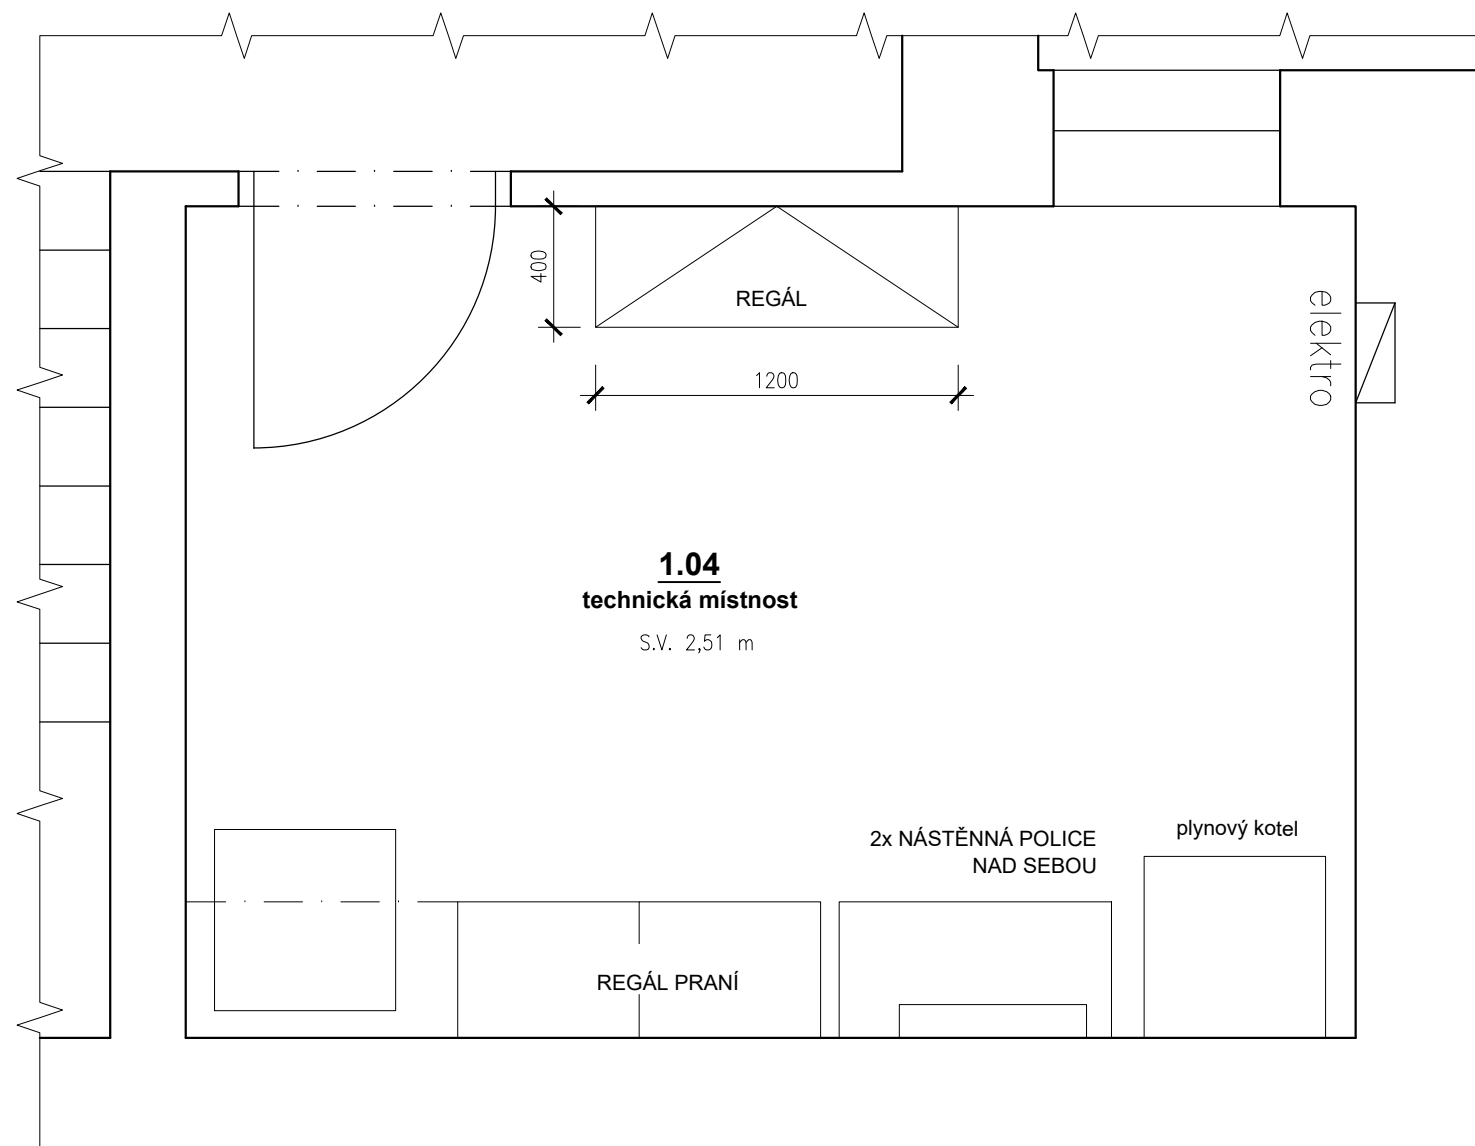 400
REGÁL
elektro
1200
1.04
technická místnost
S.V. 2,51 m
2x NÁSTĚNNÁ POLICE
NAD SEBOU
plynový kotel
REGÁL PRANÍ